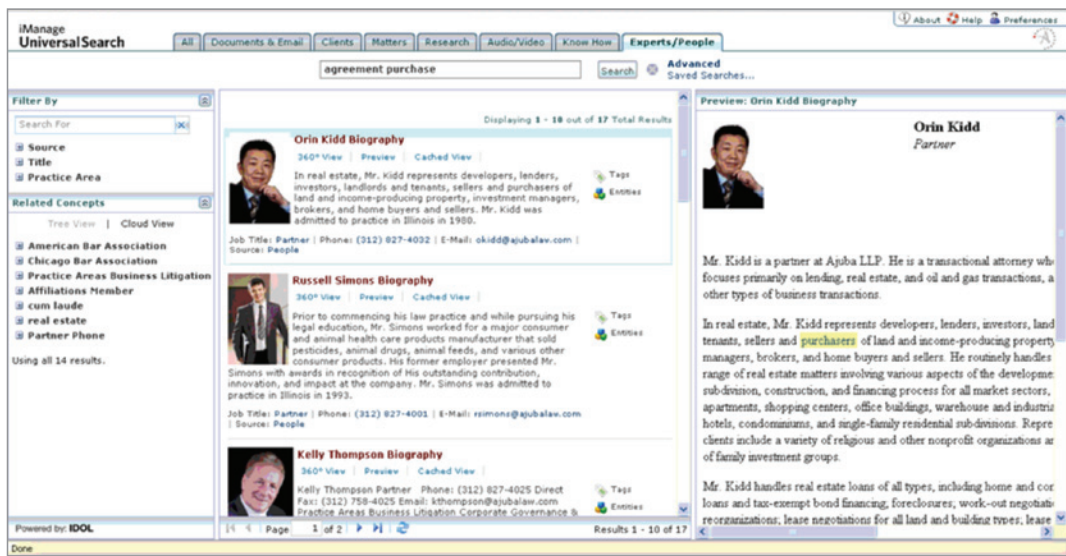 About Help Preferences
iManage
UniversalSearch
All Documents & Email Clients Matters Research Audio/Video Know How Experts/People
agreement purchase
Search
Advanced
Saved Searches...
Filter By
Search For
Source
Title
Practice Area
Related Concepts
Tree View | Cloud View
American Bar Association
Chicago Bar Association
Practice Areas Business Litigation
Affiliations Member
cum laude
real estate
Partner Phone
Using all 14 results.
Powered by: IDOL
Displaying 1 - 10 out of 17 Total Results
Orin Kidd Biography
360° View | Preview | Cached View
In real estate, Mr. Kidd represents developers, lenders,
investors, landlords and tenants, sellers and purchasers of
land and income-producing property, investment managers,
brokers, and home buyers and sellers. Mr. Kidd was
admitted to practice in Illinois in 1980.
Tags
Entities
Job Title: Partner | Phone: (312) 827-4032 | E-Mail: okidd@ajubalaw.com |
Source: People
Russell Simons Biography
360° View | Preview | Cached View
Prior to commencing his law practice and while pursuing his
legal education, Mr. Simons worked for a major consumer
and animal health care products manufacturer that sold
pesticides, animal drugs, animal feeds, and various other
consumer products. His former employer presented Mr.
Simons with awards in recognition of His outstanding contribution,
innovation, and impact at the company. Mr. Simons was admitted to
practice in Illinois in 1993.
Tags
Entities
Job Title: Partner | Phone: (312) 827-4001 | E-Mail: rsimons@ajubalaw.com
| Source: People
Kelly Thompson Biography
360° View | Preview | Cached View
Kelly Thompson Partner Phone: (312) 827-4025 Direct
Fax: (312) 758-4025 Email: kthompson@ajubalaw.com
Practice Areas Business Litigation Corporate Governance &
Tags
Entities
Page 1 of 2
Results 1 - 10 of 17
Preview: Orin Kidd Biography
Orin Kidd
Partner
Mr. Kidd is a partner at Ajuba LLP. He is a transactional attorney who
focuses primarily on lending, real estate, and oil and gas transactions, a
other types of business transactions.
In real estate, Mr. Kidd represents developers, lenders, investors, land
tenants, sellers and purchasers of land and income-producing property
managers, brokers, and home buyers and sellers. He routinely handles
range of real estate matters involving various aspects of the developme
subdivision, construction, and financing process for all market sectors,
apartments, shopping centers, office buildings, warehouse and industria
hotels, condominiums, and single-family residential subdivisions. Repre
clients include a variety of religious and other nonprofit organizations ar
of family investment groups.
Mr. Kidd handles real estate loans of all types, including home and cor
loans and tax-exempt bond financing, foreclosures, work-out negotiatio
reorganizations; lease negotiations for all land and building types; lease
Done